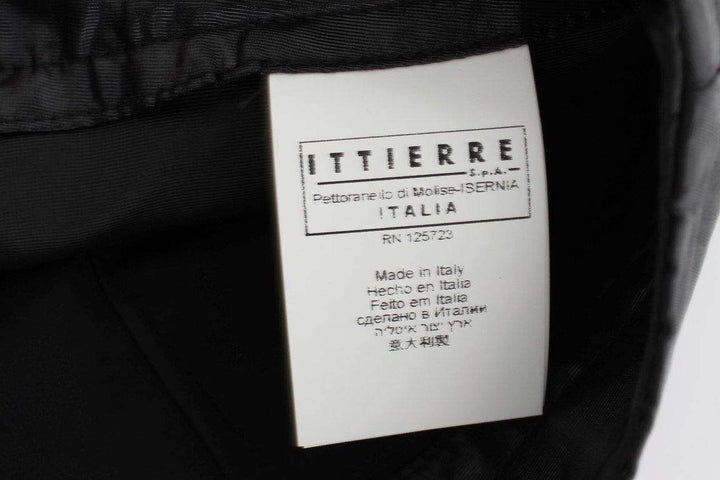 ITTIERRE
S.p.A.
Pettoranello di Molise-ISERNIA
ITALIA
RN 125723
Made in Italy
Hecho en Italia
Feito em Italia
сделано в Италии
ארץ יצור איטליה
意大利製